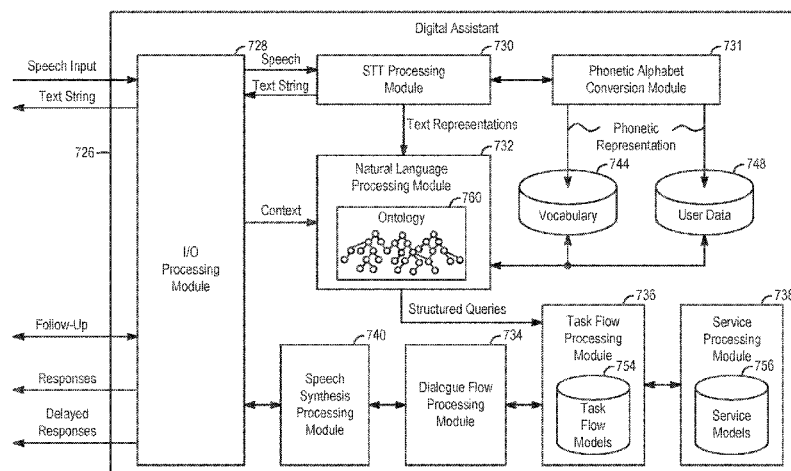 Digital Assistant
728
730
731
Speech Input
Speech
STT Processing
Module
Phonetic Alphabet
Conversion Module
Text String
Text String
726
Text Representations
Phonetic
Representation
732
744
748
Natural Language
Processing Module
760
Ontology
Vocabulary
User Data
Context
I/O
Processing
Module
Structured Queries
736
738
Follow-Up
740
734
Task Flow
Processing
Module
Service
Processing
Module
754
756
Speech
Synthesis
Processing
Module
Dialogue Flow
Processing
Module
Responses
Task
Flow
Models
Service
Models
Delayed
Responses